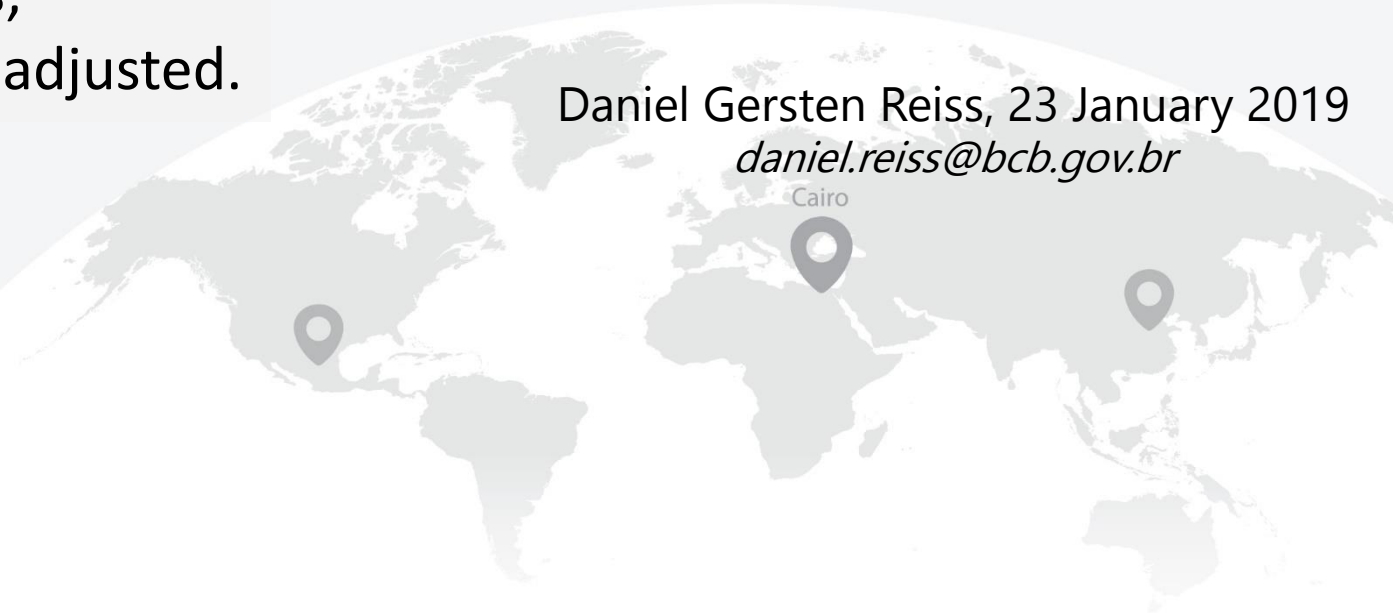 adjusted.
Daniel Gersten Reiss, 23 January 2019
daniel.reiss@bcb.gov.br
Cairo